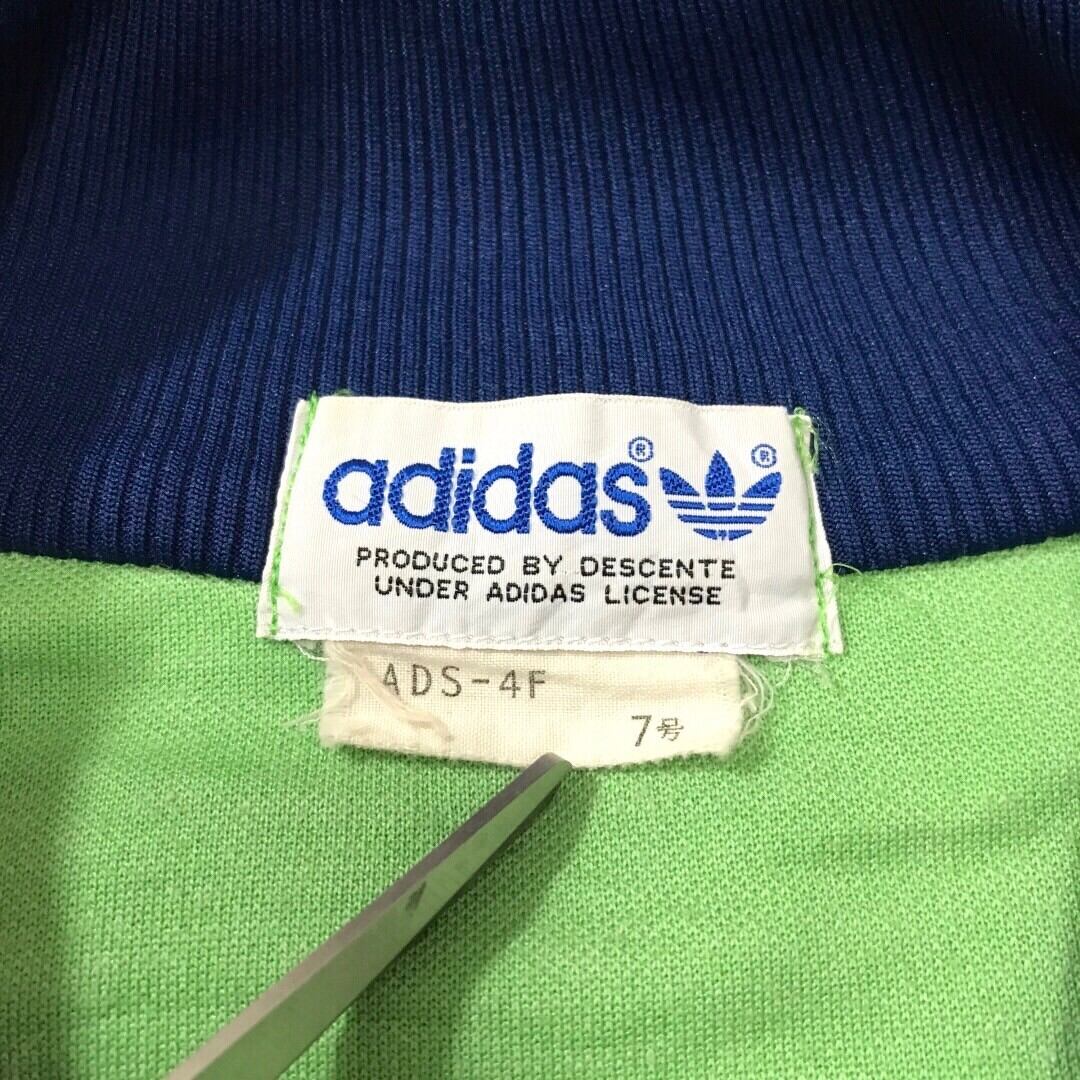 adidas® ®
PRODUCED BY DESCENTE
UNDER ADIDAS LICENSE
ADS-4F
7号